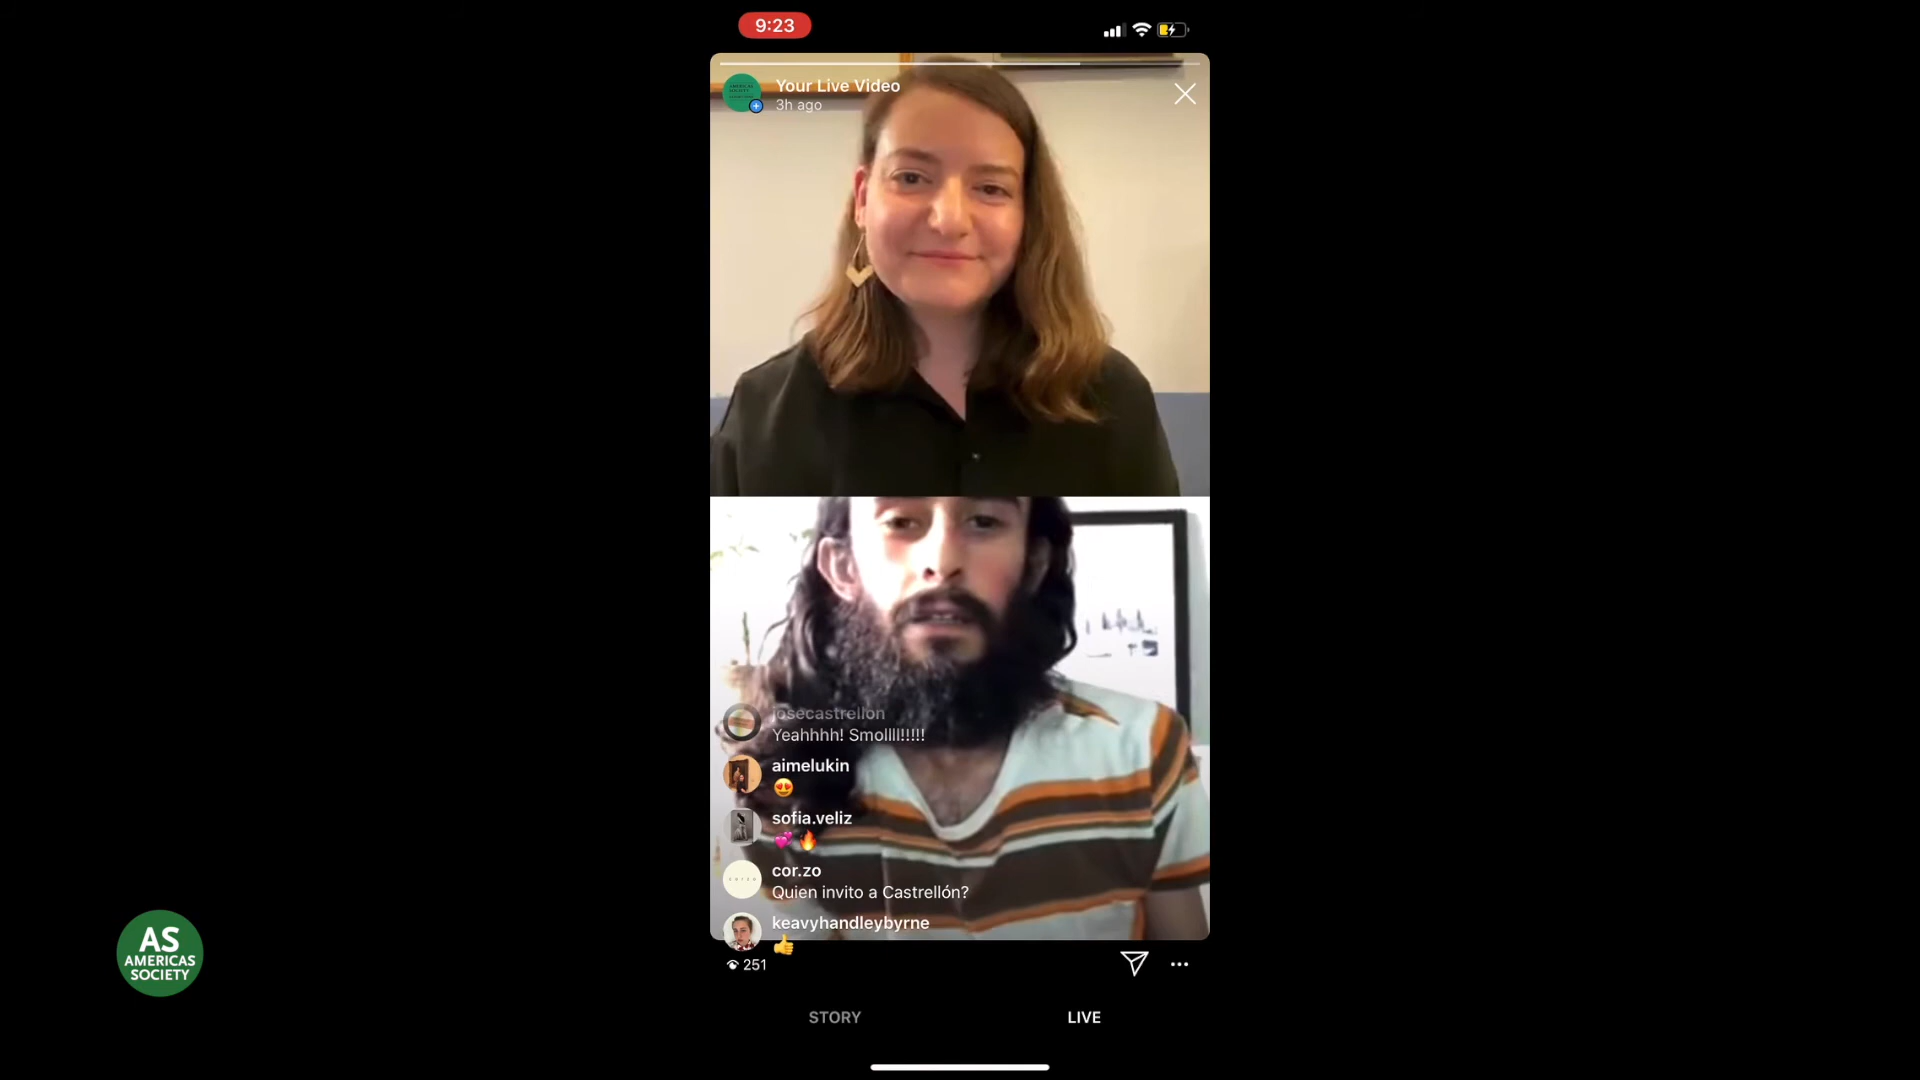 9:23
Your Live Video
3h ago
josecastrellon
Yeahhhh! Smollll!!!!!
aimelukin
😍
sofia.veliz
💞 🔥
cor.zo
Quien invito a Castrellón?
keavyhandleybyrne
👍
251
STORY
LIVE
AS
AMERICAS
SOCIETY